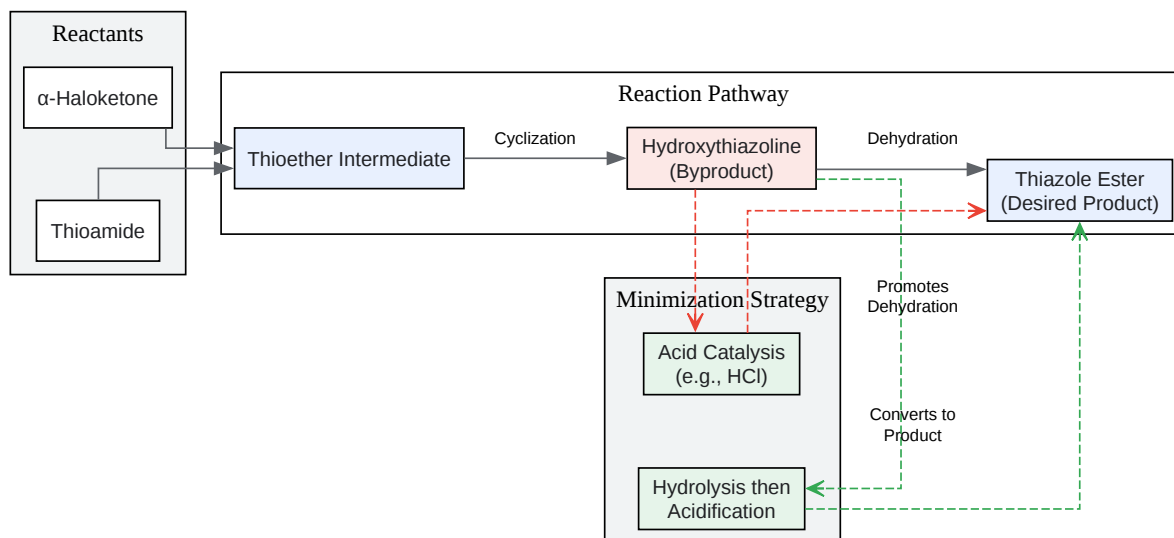 Reactants
α-Haloketone
Thioamide
Reaction Pathway
Thioether Intermediate
Cyclization
Hydroxythiazoline
(Byproduct)
Dehydration
Thiazole Ester
(Desired Product)
Minimization Strategy
Promotes
Dehydration
Acid Catalysis
(e.g., HCl)
Converts to
Product
Hydrolysis then
Acidification